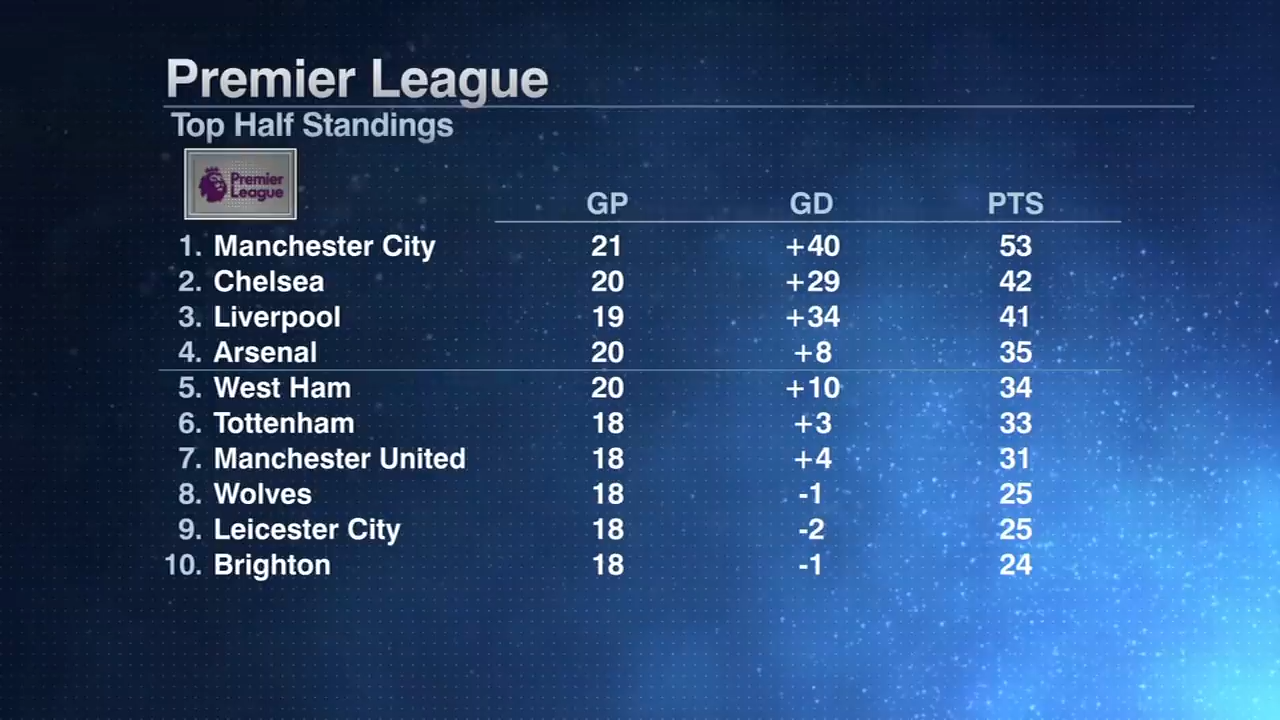 Premier League
Top Half Standings
Premier
League
GP GD PTS
1. Manchester City 21 +40 53
2. Chelsea 20 +29 42
3. Liverpool 19 +34 41
4. Arsenal 20 +8 35
5. West Ham 20 +10 34
6. Tottenham 18 +3 33
7. Manchester United 18 +4 31
8. Wolves 18 -1 25
9. Leicester City 18 -2 25
10. Brighton 18 -1 24